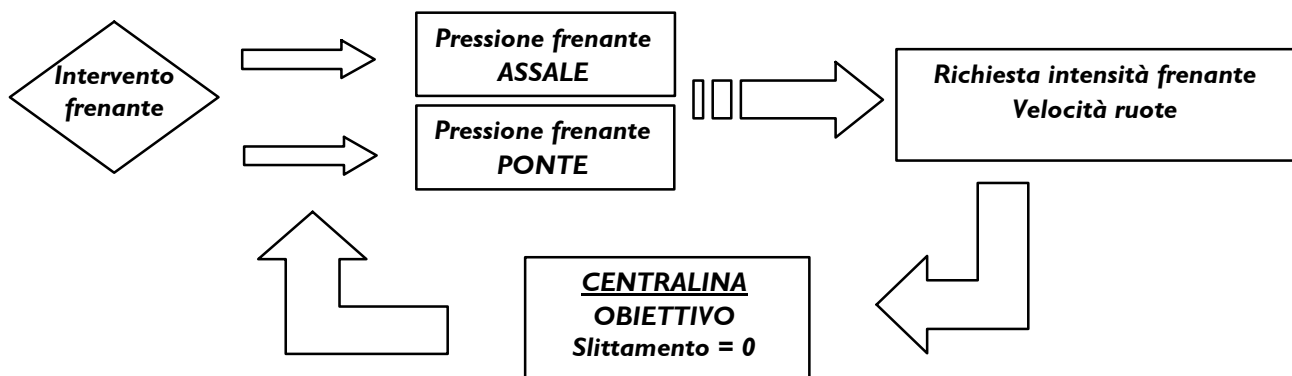 Intervento
frenante
Pressione frenante
ASSALE
Pressione frenante
PONTE
Richiesta intensità frenante
Velocità ruote
CENTRALINA
OBIETTIVO
Slittamento = 0